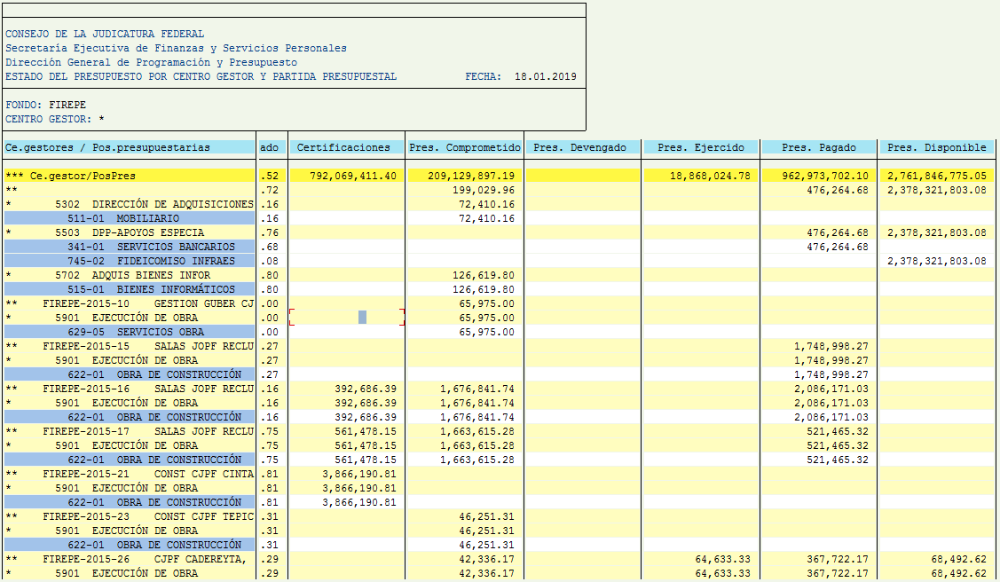 CONSEJO DE LA JUDICATURA FEDERAL
Secretaría Ejecutiva de Finanzas y Servicios Personales
Dirección General de Programación y Presupuesto
ESTADO DEL PRESUPUESTO POR CENTRO GESTOR Y PARTIDA PRESUPUESTAL FECHA: 18.01.2019
FONDO: FIREPE
CENTRO GESTOR: *
Ce.gestores / Pos.presupuestarias ado Certificaciones Pres. Comprometido Pres. Devengado Pres. Ejercido Pres. Pagado Pres. Disponible
*** Ce.gestor/PosPres .52 792,069,411.40 209,129,897.19 18,868,024.78 962,973,702.10 2,761,846,775.05
** .72 199,029.96 476,264.68 2,378,321,803.08
* 5302 DIRECCIÓN DE ADQUISICIONES .16 72,410.16
511-01 MOBILIARIO .16 72,410.16
* 5503 DPP-APOYOS ESPECIA .76 476,264.68 2,378,321,803.08
341-01 SERVICIOS BANCARIOS .68 476,264.68
745-02 FIDEICOMISO INFRAES .08 2,378,321,803.08
* 5702 ADQUIS BIENES INFOR .80 126,619.80
515-01 BIENES INFORMÁTICOS .80 126,619.80
** FIREPE-2015-10 GESTION GUBER CJ .00 65,975.00
* 5901 EJECUCIÓN DE OBRA .00 65,975.00
629-05 SERVICIOS OBRA .00 65,975.00
** FIREPE-2015-15 SALAS JOPF RECLU .27 1,748,998.27
* 5901 EJECUCIÓN DE OBRA .27 1,748,998.27
622-01 OBRA DE CONSTRUCCIÓN .27 1,748,998.27
** FIREPE-2015-16 SALAS JOPF RECLU .16 392,686.39 1,676,841.74 2,086,171.03
* 5901 EJECUCIÓN DE OBRA .16 392,686.39 1,676,841.74 2,086,171.03
622-01 OBRA DE CONSTRUCCIÓN .16 392,686.39 1,676,841.74 2,086,171.03
** FIREPE-2015-17 SALAS JOPF RECLU .75 561,478.15 1,663,615.28 521,465.32
* 5901 EJECUCIÓN DE OBRA .75 561,478.15 1,663,615.28 521,465.32
622-01 OBRA DE CONSTRUCCIÓN .75 561,478.15 1,663,615.28 521,465.32
** FIREPE-2015-21 CONST CJPF CINTA .81 3,866,190.81
* 5901 EJECUCIÓN DE OBRA .81 3,866,190.81
622-01 OBRA DE CONSTRUCCIÓN .81 3,866,190.81
** FIREPE-2015-23 CONST CJPF TEPIC .31 46,251.31
* 5901 EJECUCIÓN DE OBRA .31 46,251.31
622-01 OBRA DE CONSTRUCCIÓN .31 46,251.31
** FIREPE-2015-26 CJPF CADEREYTA, .29 42,336.17 64,633.33 367,722.17 68,492.62
* 5901 EJECUCIÓN DE OBRA .29 42,336.17 64,633.33 367,722.17 68,492.62